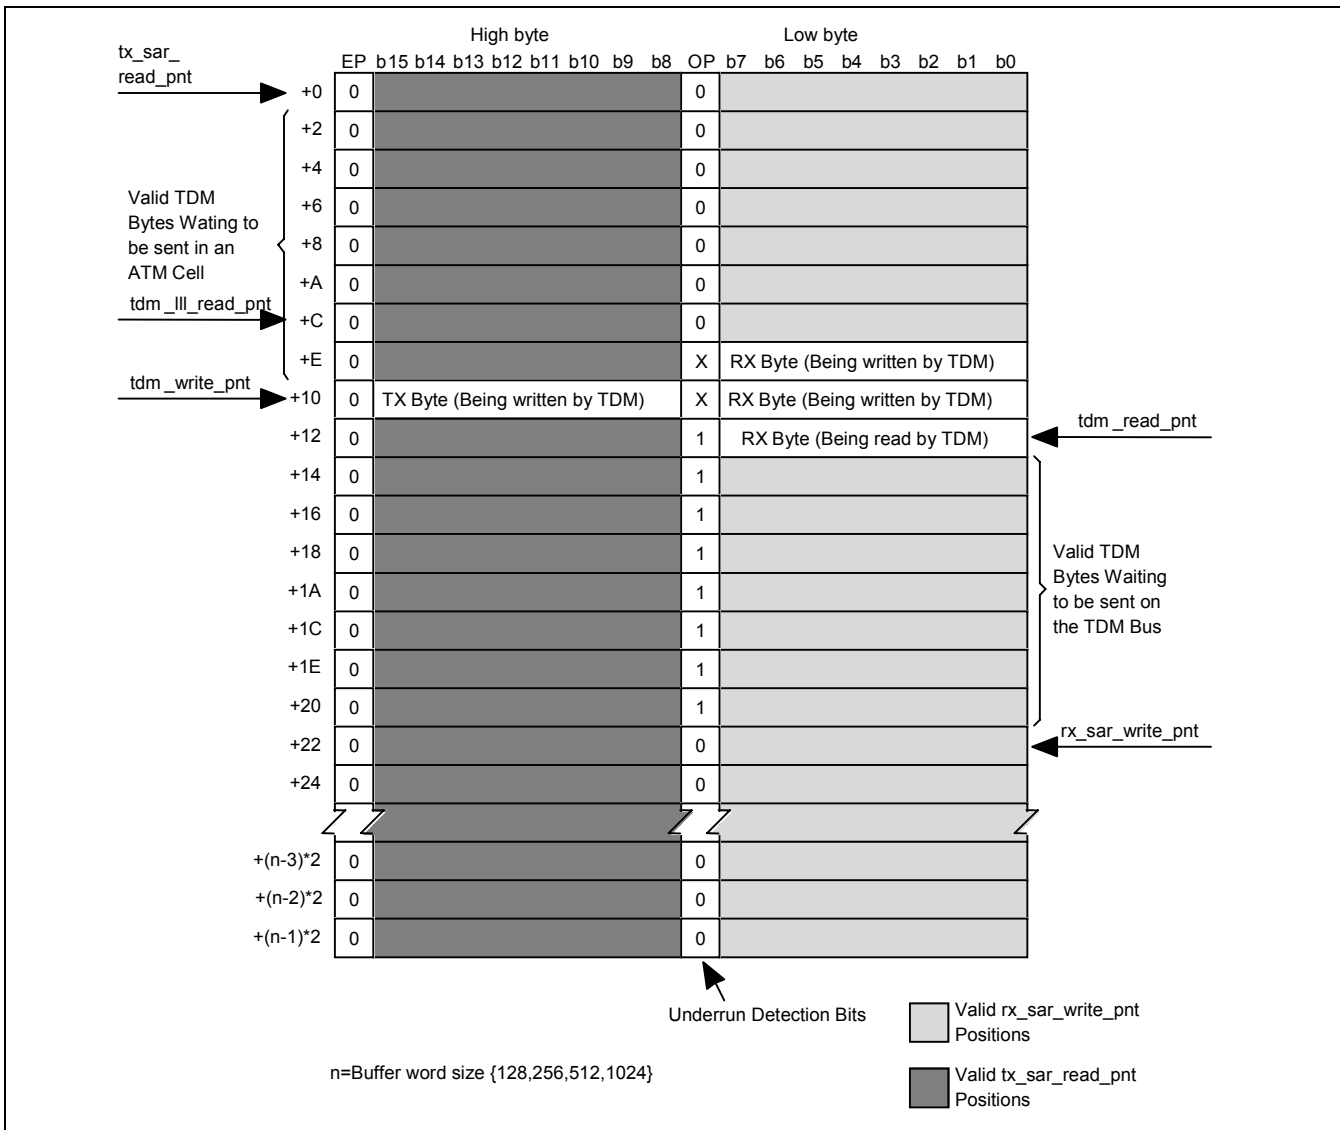 High byte Low byte
tx_sar_
read_pnt
EP b15 b14 b13 b12 b11 b10 b9 b8 OP b7 b6 b5 b4 b3 b2 b1 b0
+0 0 0
+2 0 0
+4 0 0
+6 0 0
+8 0 0
+A 0 0
+C 0 0
Valid TDM
Bytes Wating to
be sent in an
ATM Cell
tdm_lll_read_pnt
+E 0 X RX Byte (Being written by TDM)
tdm_write_pnt
+10 0 TX Byte (Being written by TDM) X RX Byte (Being written by TDM)
tdm_read_pnt
+12 0 1 RX Byte (Being read by TDM)
+14 0 1
+16 0 1
+18 0 1
+1A 0 1
+1C 0 1
+1E 0 1
+20 0 1
Valid TDM
Bytes Waiting
to be sent on
the TDM Bus
rx_sar_write_pnt
+22 0 0
+24 0 0
+(n-3)*2 0 0
+(n-2)*2 0 0
+(n-1)*2 0 0
Underrun Detection Bits
Valid rx_sar_write_pnt
Positions
n=Buffer word size {128,256,512,1024}
Valid tx_sar_read_pnt
Positions